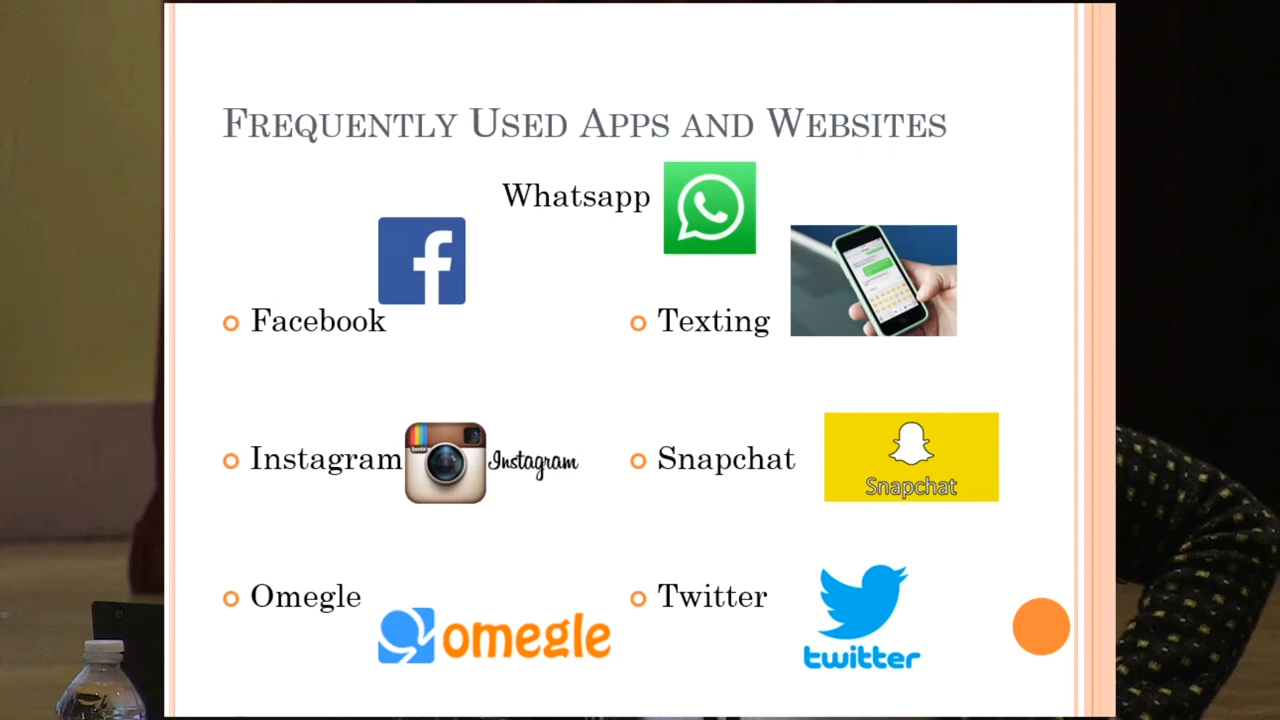 FREQUENTLY USED APPS AND WEBSITES
Whatsapp
Facebook
Texting
Instagram
Instagram
Snapchat
Snapchat
Omegle
omegle
Twitter
twitter